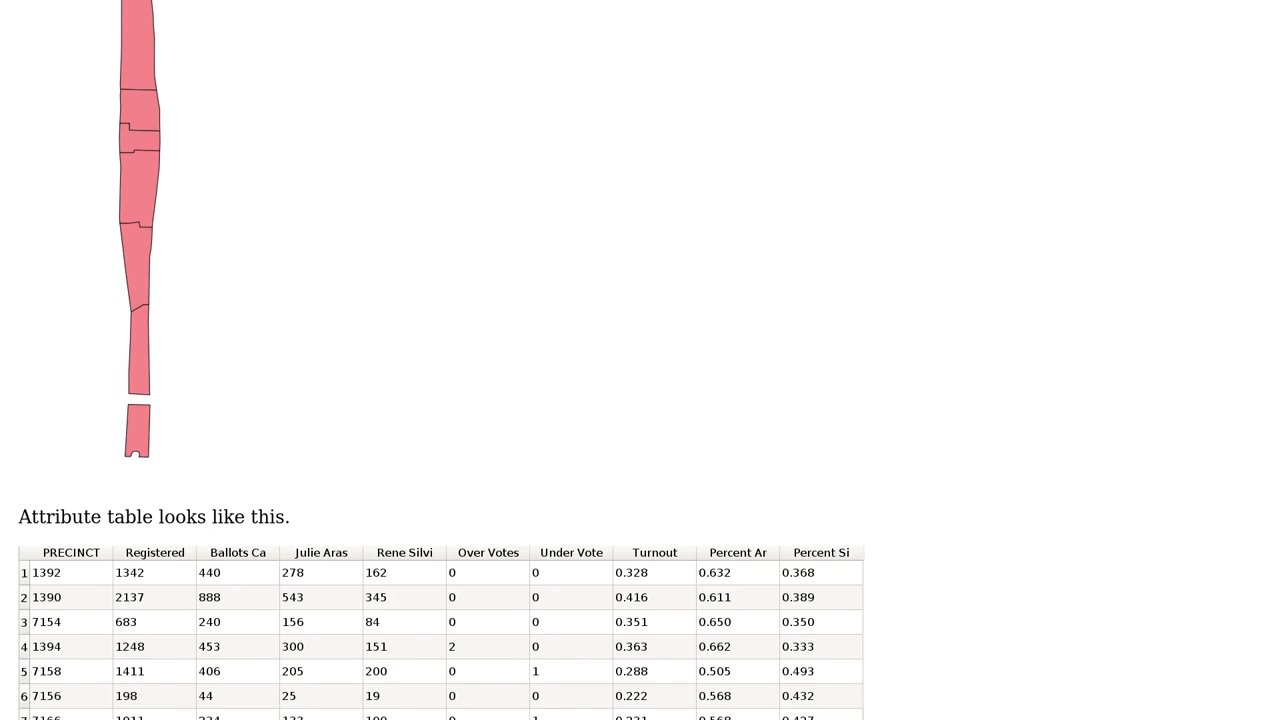 Attribute table looks like this.
PRECINCT Registered Ballots Ca Julie Aras Rene Silvi Over Votes Under Vote Turnout Percent Ar Percent Si
1 1392 1342 440 278 162 0 0 0.328 0.632 0.368
2 1390 2137 888 543 345 0 0 0.416 0.611 0.389
3 7154 683 240 156 84 0 0 0.351 0.650 0.350
4 1394 1248 453 300 151 2 0 0.363 0.662 0.333
5 7158 1411 406 205 200 0 1 0.288 0.505 0.493
6 7156 198 44 25 19 0 0 0.222 0.568 0.432